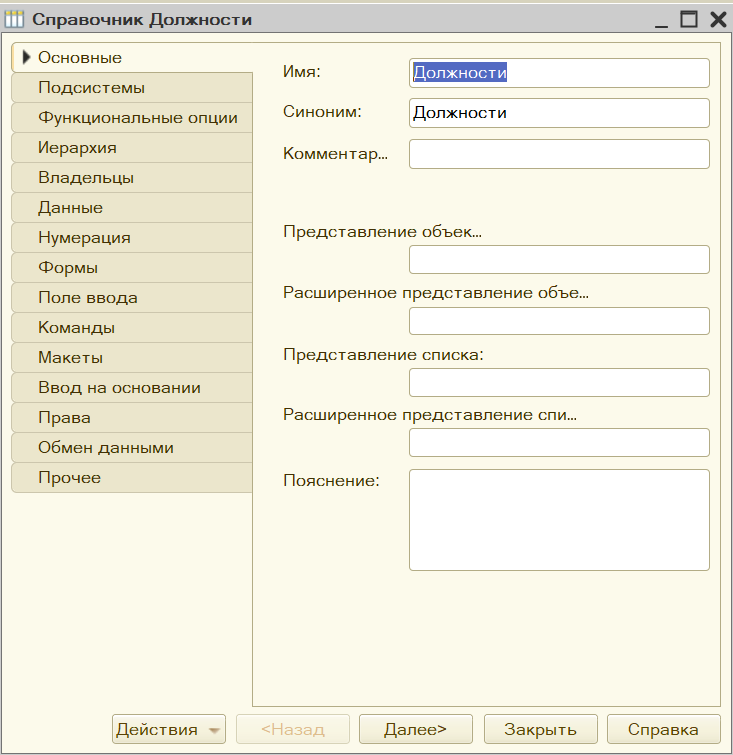 Справочник Должности
Основные
Подсистемы
Функциональные опции
Иерархия
Владельцы
Данные
Нумерация
Формы
Поле ввода
Команды
Макеты
Ввод на основании
Права
Обмен данными
Прочее
Имя: Должности
Синоним: Должности
Комментар...
Представление объек...
Расширенное представление объе...
Представление списка:
Расширенное представление спи...
Пояснение:
Действия <Назад Далее> Закрыть Справка